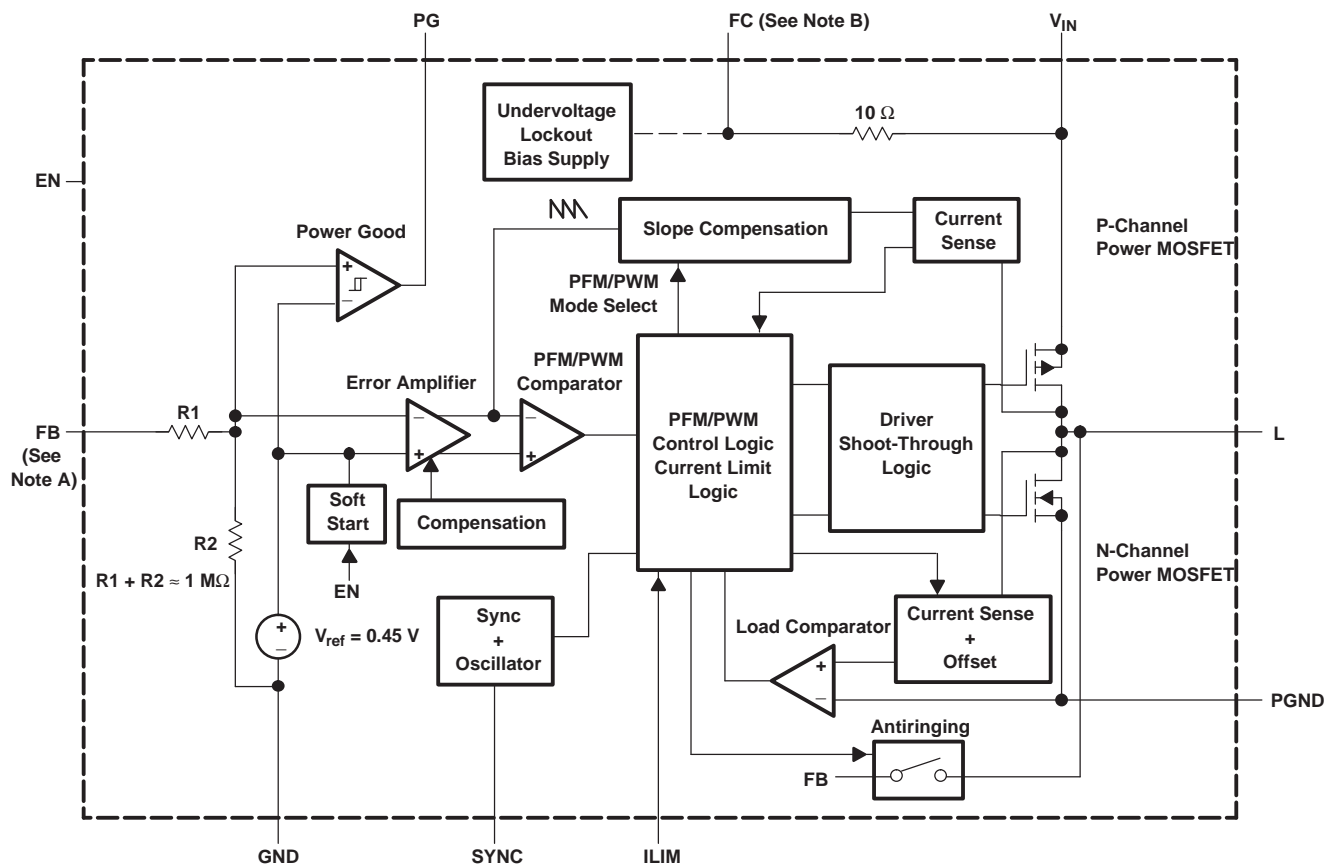 PG
FC (See Note B)
VIN
Undervoltage
Lockout
Bias Supply
10 Ω
EN
Power Good
+
_
Slope Compensation
Current
Sense
P-Channel
Power MOSFET
PFM/PWM
Mode Select
Error Amplifier
PFM/PWM
Comparator
R1
FB
(See
Note A)
_
+
_
+
PFM/PWM
Control Logic
Current Limit
Logic
Driver
Shoot-Through
Logic
L
Soft
Start
Compensation
R2
R1 + R2 ≈ 1 MΩ
EN
N-Channel
Power MOSFET
+
_
Vref = 0.45 V
Sync
+
Oscillator
Load Comparator
+
_
Current Sense
+
Offset
PGND
Antiringing
FB
GND
SYNC
ILIM